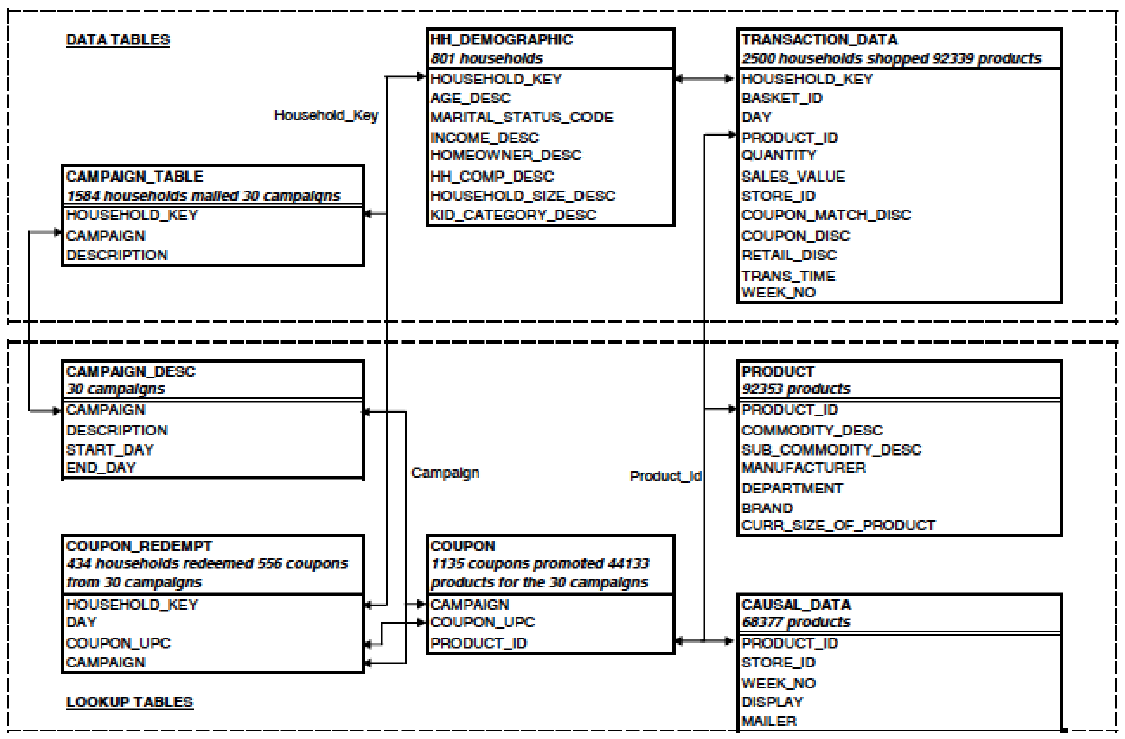 DATA TABLES
HH_DEMOGRAPHIC
801 households
HOUSEHOLD_KEY
AGE_DESC
MARITAL_STATUS_CODE
INCOME_DESC
HOMEOWNER_DESC
HH_COMP_DESC
HOUSEHOLD_SIZE_DESC
KID_CATEGORY_DESC
TRANSACTION_DATA
2500 households shopped 92339 products
HOUSEHOLD_KEY
BASKET_ID
DAY
PRODUCT_ID
QUANTITY
SALES_VALUE
STORE_ID
COUPON_MATCH_DISC
COUPON_DISC
RETAIL_DISC
TRANS_TIME
WEEK_NO
Household_Key
CAMPAIGN_TABLE
1584 households mailed 30 campaigns
HOUSEHOLD_KEY
CAMPAIGN
DESCRIPTION
CAMPAIGN_DESC
30 campaigns
CAMPAIGN
DESCRIPTION
START_DAY
END_DAY
Campaign
Product_Id
PRODUCT
92353 products
PRODUCT_ID
COMMODITY_DESC
SUB_COMMODITY_DESC
MANUFACTURER
DEPARTMENT
BRAND
CURR_SIZE_OF_PRODUCT
COUPON_REDEMPT
434 households redeemed 556 coupons
from 30 campaigns
HOUSEHOLD_KEY
DAY
COUPON_UPC
CAMPAIGN
COUPON
1135 coupons promoted 44133
products for the 30 campaigns
CAMPAIGN
COUPON_UPC
PRODUCT_ID
CAUSAL_DATA
68377 products
PRODUCT_ID
STORE_ID
WEEK_NO
DISPLAY
MAILER
LOOKUP TABLES